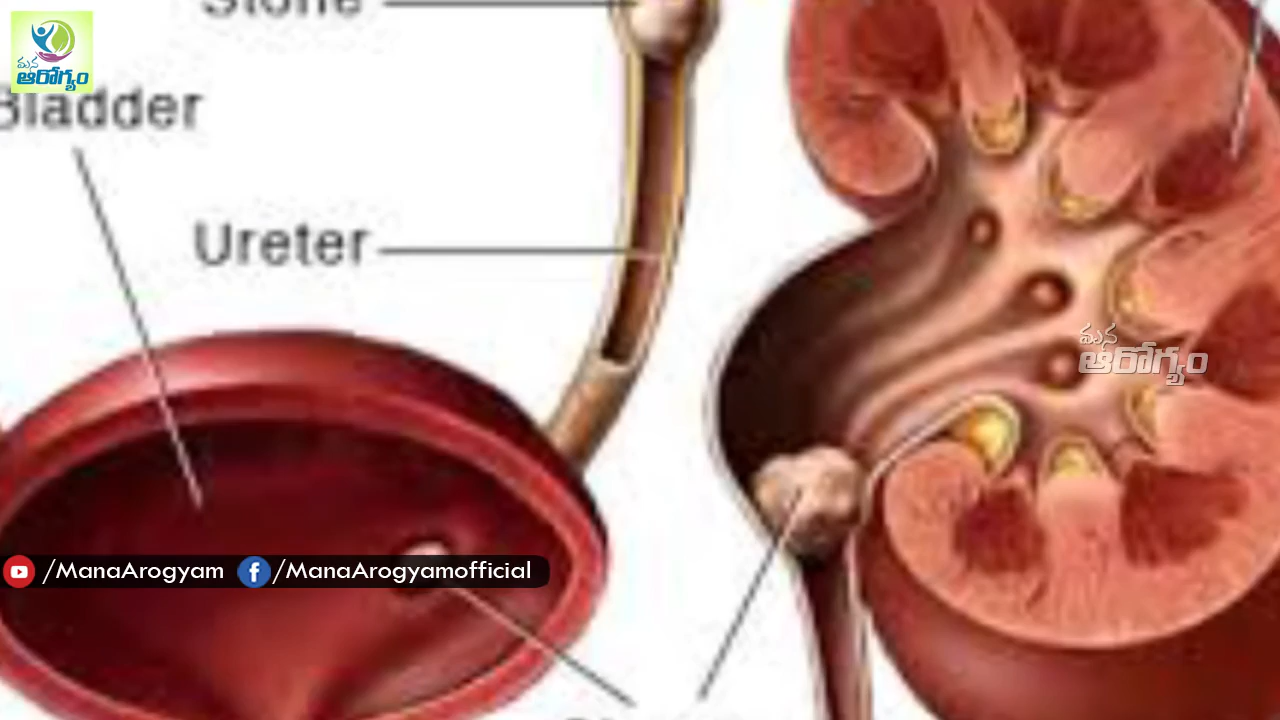 Stone
మన
ఆరోగ్యం
Bladder
Ureter
మన
ఆరోగ్యం
/ManaArogyam /ManaArogyamofficial